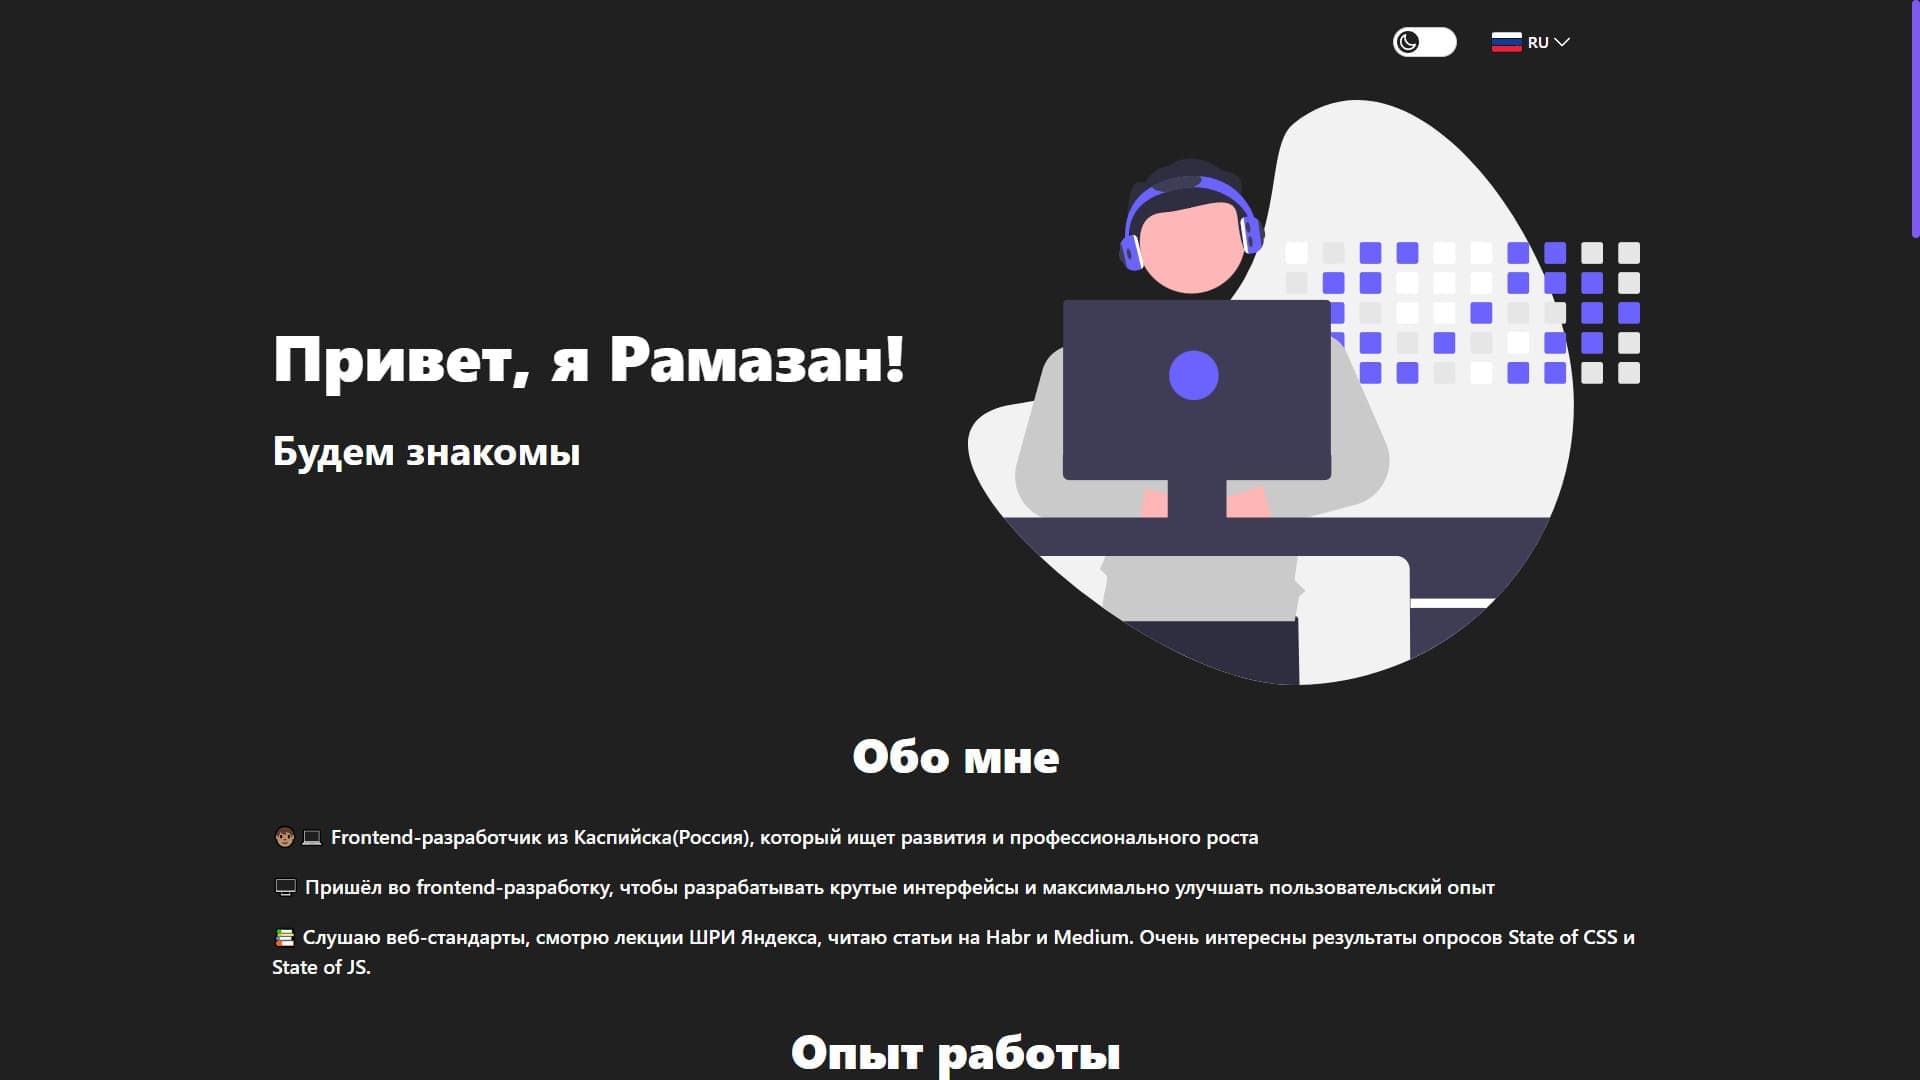 RU
Привет, я Рамазан!
Будем знакомы
Обо мне
Frontend-разработчик из Каспийска(Россия), который ищет развития и профессионального роста
Пришёл во frontend-разработку, чтобы разрабатывать крутые интерфейсы и максимально улучшать пользовательский опыт
Слушаю веб-стандарты, смотрю лекции ШРИ Яндекса, читаю статьи на Habr и Medium. Очень интересны результаты опросов State of CSS и
State of JS.
Опыт работы